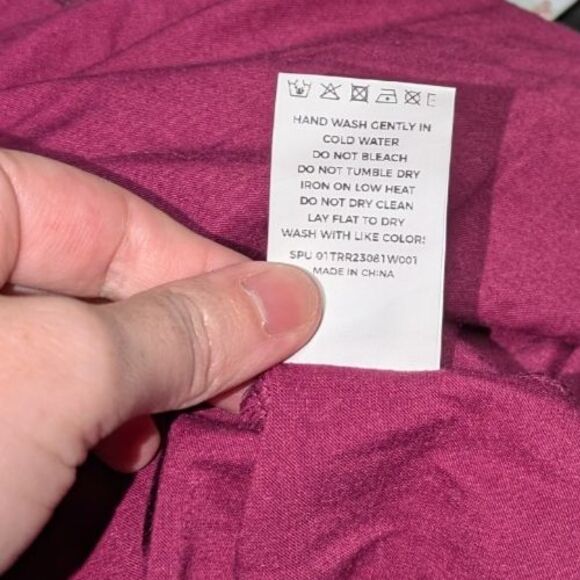 HAND WASH GENTLY IN
COLD WATER
DO NOT BLEACH
DO NOT TUMBLE DRY
IRON ON LOW HEAT
DO NOT DRY CLEAN
LAY FLAT TO DRY
WASH WITH LIKE COLOR:
SPU 01TRR23081W001
MADE IN CHINA